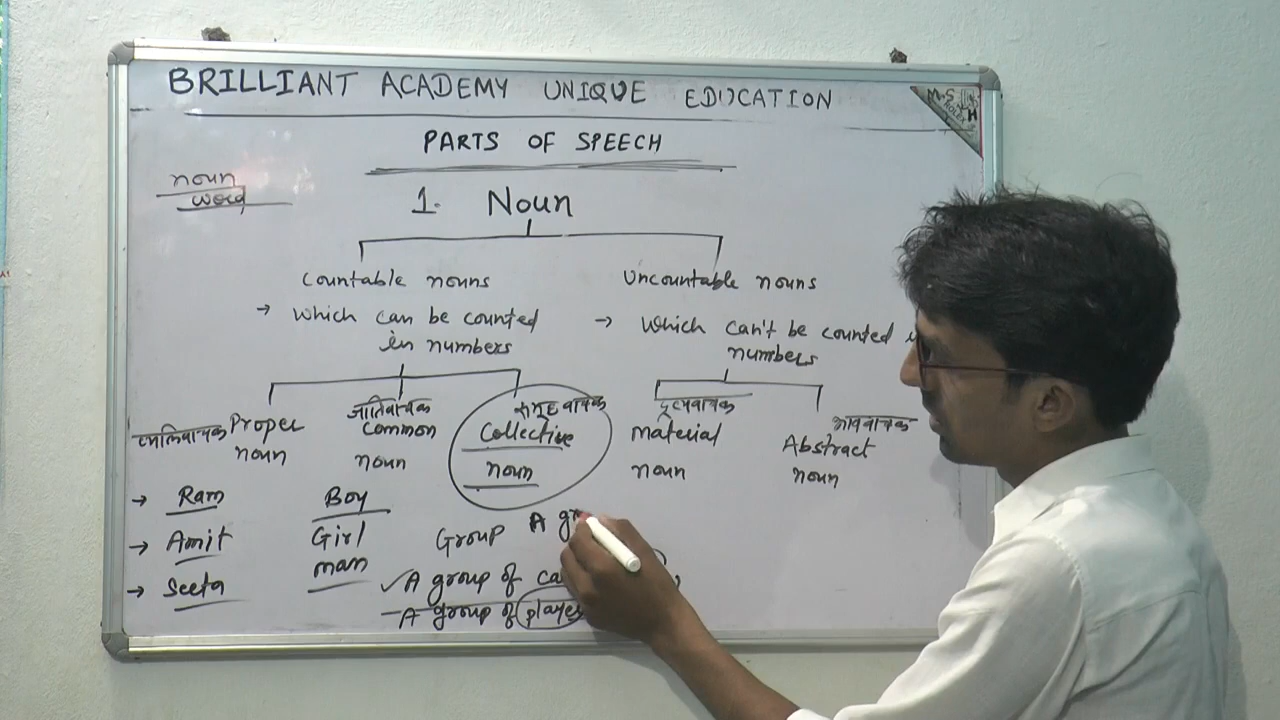 BRILLIANT ACADEMY UNIQUE EDUCATION
M.S
PARTS OF SPEECH
noun
word
1. Noun
Countable nouns
Uncountable nouns
→ which can be counted
in numbers
→ which can't be counted
numbers
व्यक्तिवाचक Proper
noun
जातिवाचक
common
noun
समूहवाचक
Collective
noun
द्रव्यवाचक
material
noun
भाववाचक
Abstract
noun
→ Ram
→ Amit
→ Seeta
Boy
Girl
man
Group A
✓ A group of
- A group of